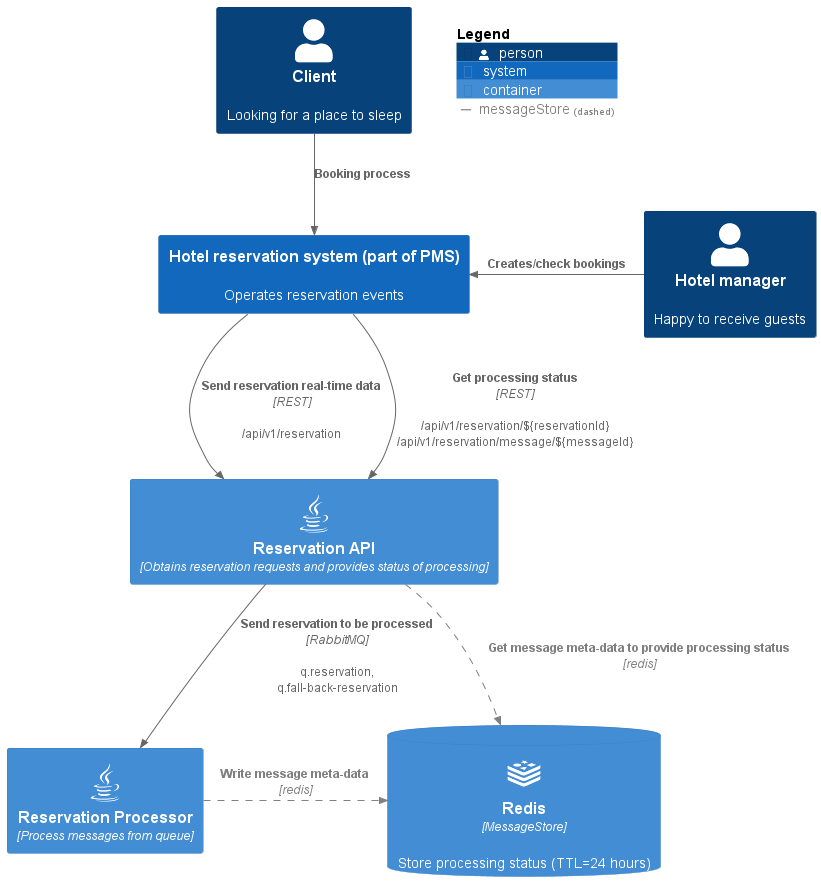 Client
Looking for a place to sleep
Legend
person
system
container
messageStore (dashed)
Booking process
Hotel reservation system (part of PMS)
Operates reservation events
Creates/check bookings
Hotel manager
Happy to receive guests
Send reservation real-time data
[REST]
/api/v1/reservation
Get processing status
[REST]
/api/v1/reservation/${reservationId}
/api/v1/reservation/message/${messageId}
Reservation API
[Obtains reservation requests and provides status of processing]
Send reservation to be processed
[RabbitMQ]
q.reservation,
q.fall-back-reservation
Get message meta-data to provide processing status
[redis]
Reservation Processor
[Process messages from queue]
Write message meta-data
[redis]
Redis
[MessageStore]
Store processing status (TTL=24 hours)